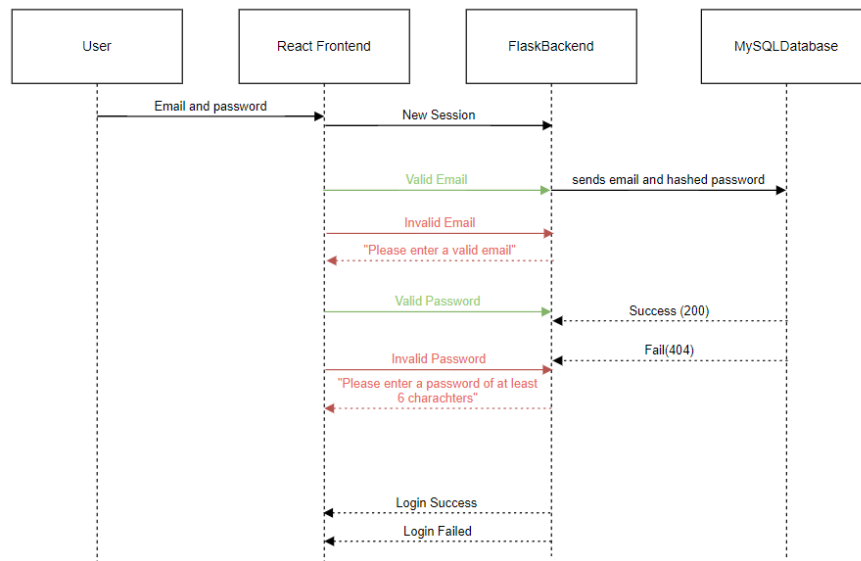 User
React Frontend
FlaskBackend
MySQLDatabase
Email and password
New Session
Valid Email
sends email and hashed password
Invalid Email
"Please enter a valid email"
Valid Password
Success (200)
Fail(404)
Invalid Password
"Please enter a password of at least
6 charachters"
Login Success
Login Failed